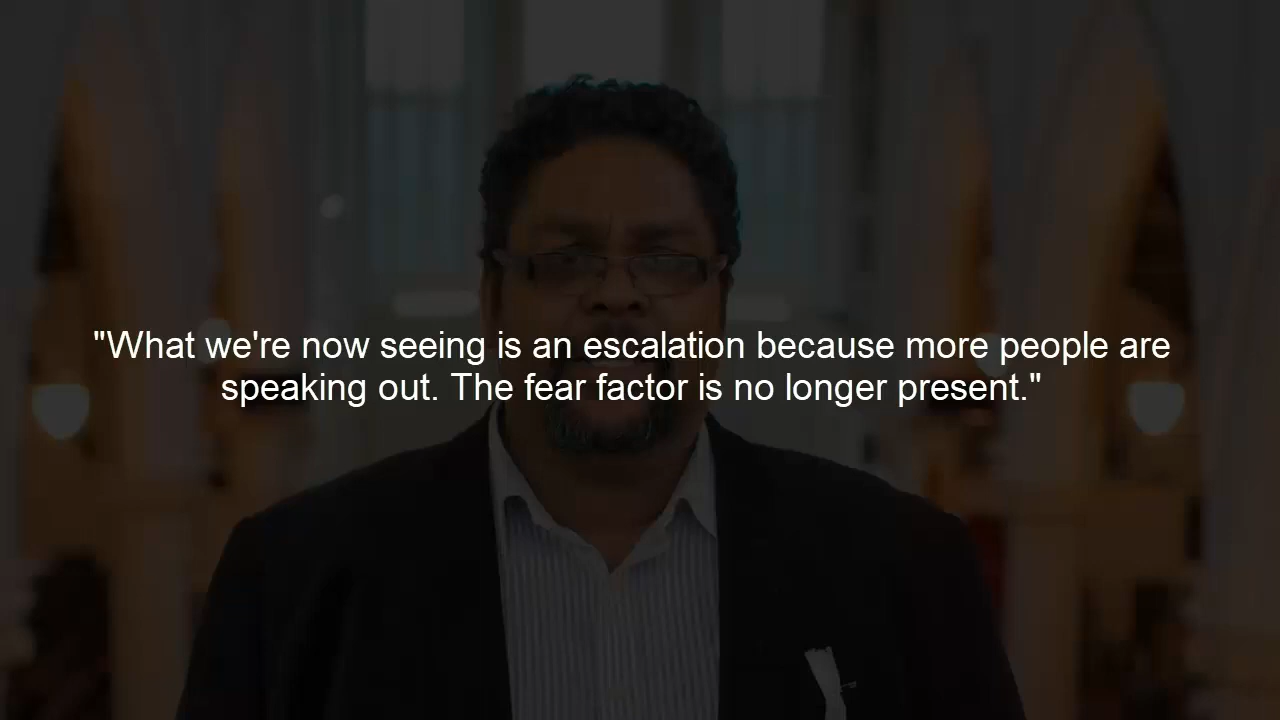 "What we're now seeing is an escalation because more people are
speaking out. The fear factor is no longer present."